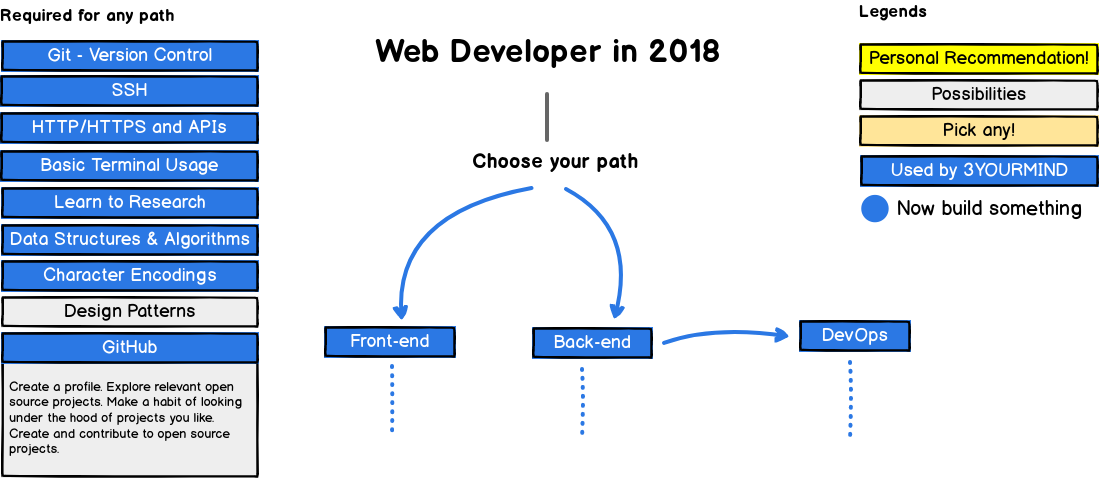 Required for any path
Git - Version Control
SSH
HTTP/HTTPS and APIs
Basic Terminal Usage
Learn to Research
Data Structures & Algorithms
Character Encodings
Design Patterns
GitHub
Create a profile. Explore relevant open
source projects. Make a habit of looking
under the hood of projects you like.
Create and contribute to open source
projects.
Web Developer in 2018
Choose your path
Front-end
Back-end
DevOps
Legends
Personal Recommendation!
Possibilities
Pick any!
Used by 3YOURMIND
Now build something